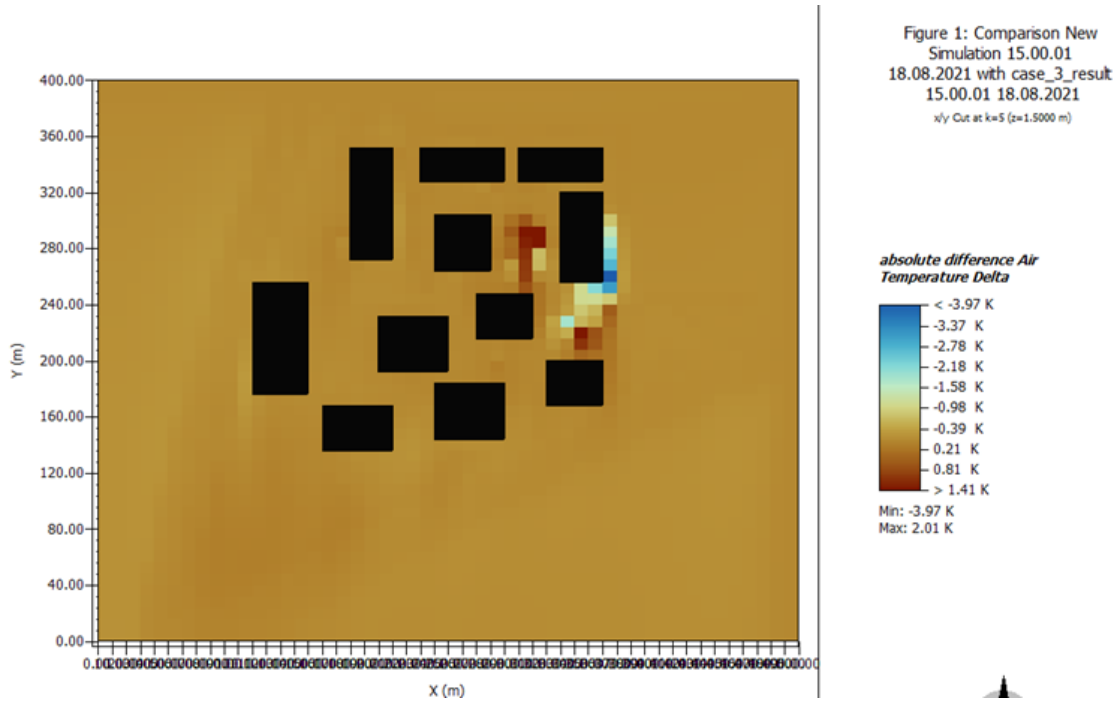 Figure 1: Comparison New
Simulation 15.00.01
18.08.2021 with case_3_result
15.00.01 18.08.2021
x/y Cut at k=5 (z=1.5000 m)
400.00
360.00
320.00
280.00
240.00
200.00
160.00
120.00
80.00
40.00
0.00
Y (m)
X (m)
absolute difference Air
Temperature Delta
< -3.97 K
-3.37 K
-2.78 K
-2.18 K
-1.58 K
-0.98 K
-0.39 K
0.21 K
0.81 K
> 1.41 K
Min: -3.97 K
Max: 2.01 K